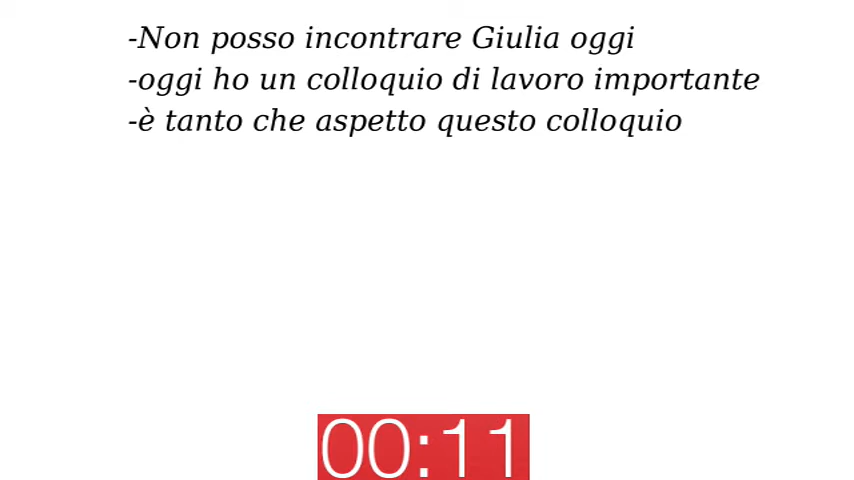 -Non posso incontrare Giulia oggi
-oggi ho un colloquio di lavoro importante
-è tanto che aspetto questo colloquio
00:11